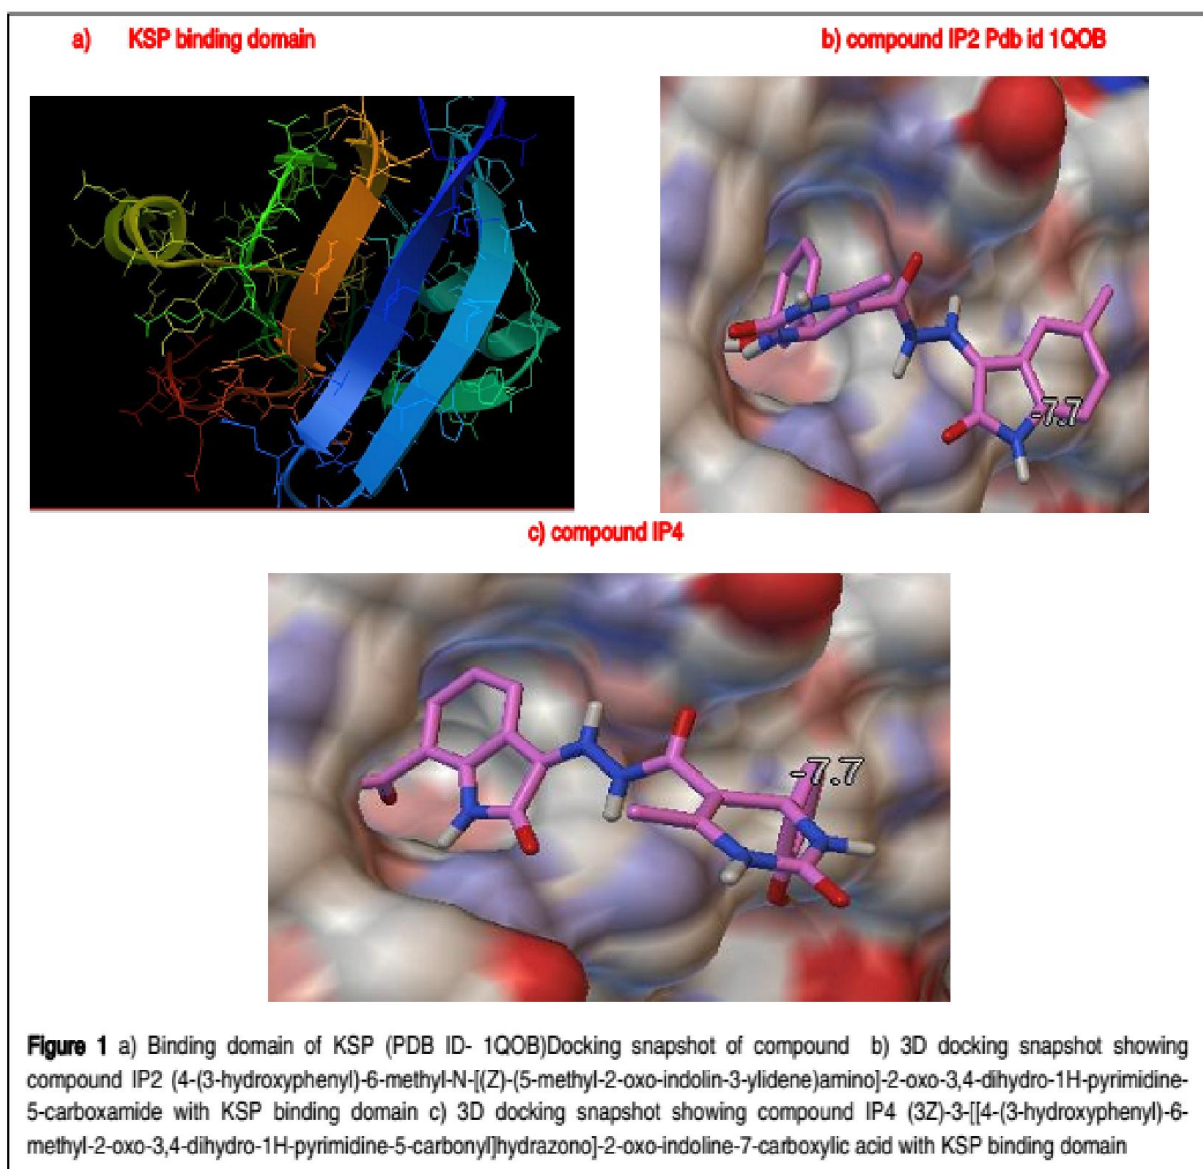 a) KSP binding domain
b) compound IP2 Pdb id 1QOB
-7.7
c) compound IP4
-7.7
Figure 1 a) Binding domain of KSP (PDB ID- 1QOB)Docking snapshot of compound b) 3D docking snapshot showing
compound IP2 (4-(3-hydroxyphenyl)-6-methyl-N-[(Z)-(5-methyl-2-oxo-indolin-3-ylidene)amino]-2-oxo-3,4-dihydro-1H-pyrimidine-
5-carboxamide with KSP binding domain c) 3D docking snapshot showing compound IP4 (3Z)-3-[[4-(3-hydroxyphenyl)-6-
methyl-2-oxo-3,4-dihydro-1H-pyrimidine-5-carbonyl]hydrazono]-2-oxo-indoline-7-carboxylic acid with KSP binding domain